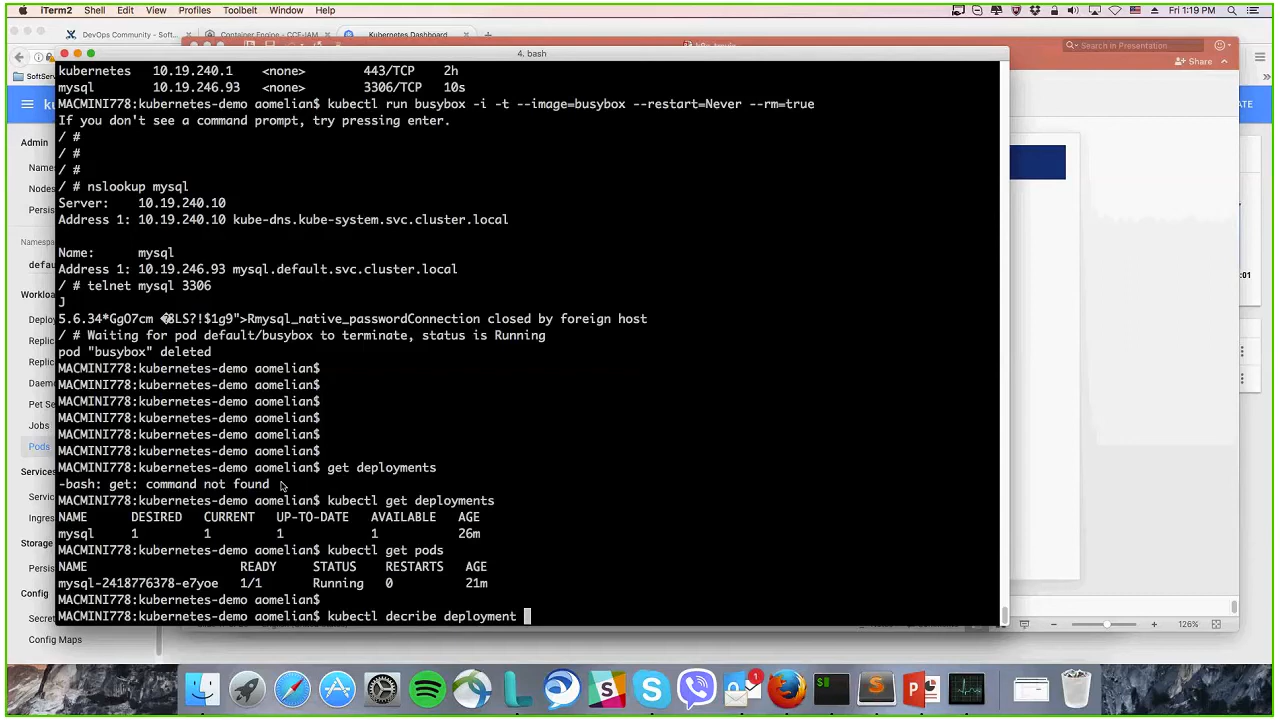 iTerm2 Shell Edit View Profiles Toolbelt Window Help Fri 1:19 PM
DevOps Community - Soft... Container Engine - CCE-IAM Kubernetes Dashboard
Search in Presentation
4. bash
Share
SoftServ
Admin
Nodes
Persis
Namespa
defau
Workloa
Deploy
Replic
Replic
Daem
Pet Se
Jobs
Pods
Services
Servic
Ingres
Storage
Persis
Config
Secret
Config Maps
kubernetes 10.19.240.1 <none> 443/TCP 2h
mysql 10.19.246.93 <none> 3306/TCP 10s
MACMINI778:kubernetes-demo aomelian$ kubectl run busybox -i -t --image=busybox --restart=Never --rm=true
If you don't see a command prompt, try pressing enter.
/ #
/ #
/ #
/ # nslookup mysql
Server: 10.19.240.10
Address 1: 10.19.240.10 kube-dns.kube-system.svc.cluster.local
Name: mysql
Address 1: 10.19.246.93 mysql.default.svc.cluster.local
/ # telnet mysql 3306
J
5.6.34*GgO7cm �BLS?!$1g9">Rmysql_native_passwordConnection closed by foreign host
/ # Waiting for pod default/busybox to terminate, status is Running
pod "busybox" deleted
MACMINI778:kubernetes-demo aomelian$
MACMINI778:kubernetes-demo aomelian$
MACMINI778:kubernetes-demo aomelian$
MACMINI778:kubernetes-demo aomelian$
MACMINI778:kubernetes-demo aomelian$
MACMINI778:kubernetes-demo aomelian$
MACMINI778:kubernetes-demo aomelian$ get deployments
-bash: get: command not found
MACMINI778:kubernetes-demo aomelian$ kubectl get deployments
NAME DESIRED CURRENT UP-TO-DATE AVAILABLE AGE
mysql 1 1 1 1 26m
MACMINI778:kubernetes-demo aomelian$ kubectl get pods
NAME READY STATUS RESTARTS AGE
mysql-2418776378-e7yoe 1/1 Running 0 21m
MACMINI778:kubernetes-demo aomelian$
MACMINI778:kubernetes-demo aomelian$ kubectl decribe deployment
ATE
:01
126%
1